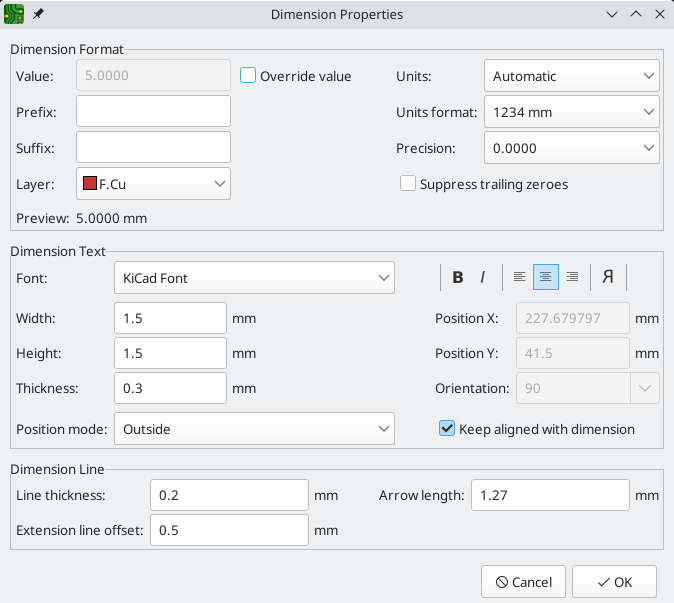 Dimension Properties
Dimension Format
Value: 5.0000 Override value Units: Automatic
Prefix: Units format: 1234 mm
Suffix: Precision: 0.0000
Layer: F.Cu Suppress trailing zeroes
Preview: 5.0000 mm
Dimension Text
Font: KiCad Font B I Я
Width: 1.5 mm Position X: 227.679797 mm
Height: 1.5 mm Position Y: 41.5 mm
Thickness: 0.3 mm Orientation: 90
Position mode: Outside Keep aligned with dimension
Dimension Line
Line thickness: 0.2 mm Arrow length: 1.27 mm
Extension line offset: 0.5 mm
Cancel OK